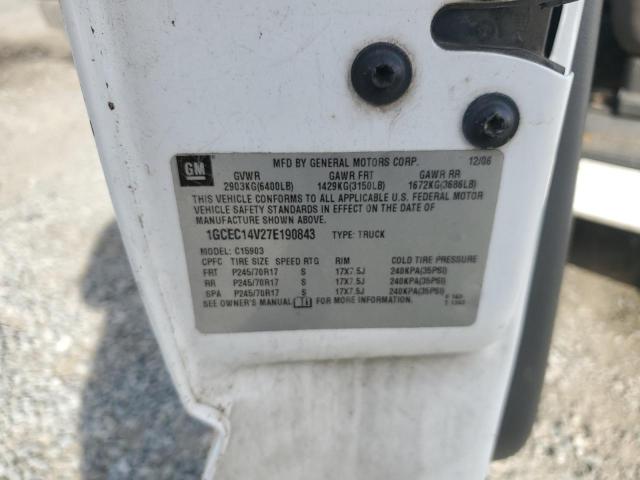 GM MFD BY GENERAL MOTORS CORP. 12/06
GVWR GAWR FRT GAWR RR
2903KG(6400LB) 1429KG(3150LB) 1672KG(3686LB)
THIS VEHICLE CONFORMS TO ALL APPLICABLE U.S. FEDERAL MOTOR
VEHICLE SAFETY STANDARDS IN EFFECT ON THE DATE OF
MANUFACTURE SHOWN ABOVE.
1GCEC14V27E190843 TYPE: TRUCK
MODEL: C15903
CPFC TIRE SIZE SPEED RTG RIM COLD TIRE PRESSURE
FRT P245/70R17 S 17X7.5J 240KPA(35PSI)
RR P245/70R17 S 17X7.5J 240KPA(35PSI)
SPA P245/70R17 S 17X7.5J 240KPA(35PSI)
SEE OWNER'S MANUAL FOR MORE INFORMATION.